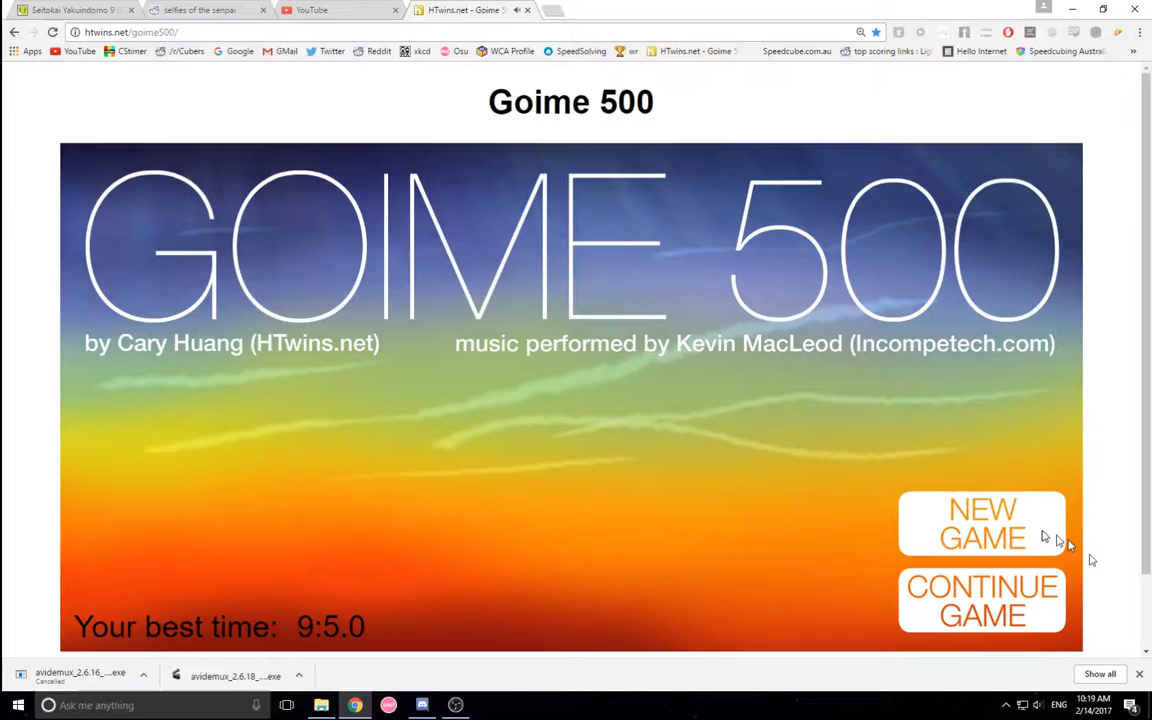 Seitokai Yakuindomo 9
selfies of the senpai
YouTube
HTwins.net - Goime 5
htwins.net/goime500/
Apps
YouTube
CStimer
/r/Cubers
Google
GMail
Twitter
Reddit
xkcd
Osu
WCA Profile
SpeedSolving
wr
HTwins.net - Goime 5
Speedcube.com.au
top scoring links : Li
Hello Internet
Speedcubing Austral
»
Goime 500
GOIME 500
by Cary Huang (HTwins.net)
music performed by Kevin MacLeod (Incompetech.com)
NEW
GAME
CONTINUE
GAME
Your best time: 9:5.0
avidemux_2.6.16_....exe
Cancelled
avidemux_2.6.18_....exe
Show all
Ask me anything
ENG
10:19 AM
2/14/2017
4